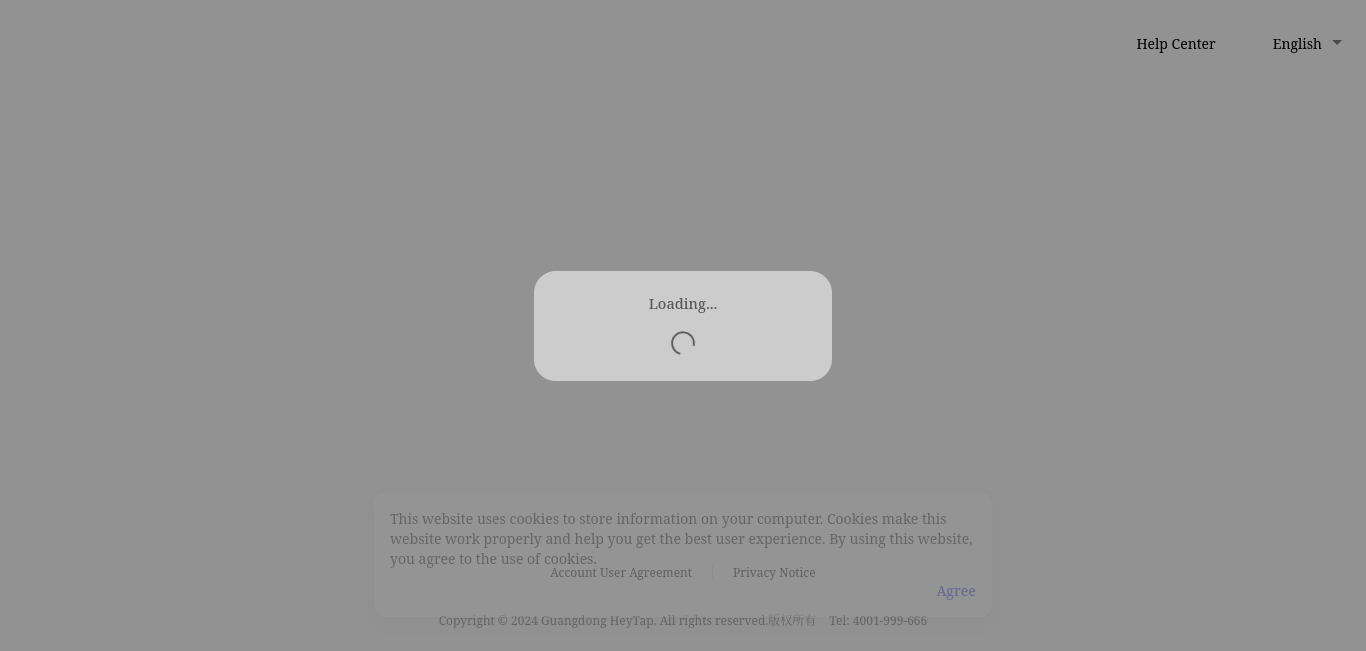 Help Center English
Loading...
This website uses cookies to store information on your computer. Cookies make this
website work properly and help you get the best user experience. By using this website,
you agree to the use of cookies.
Account User Agreement Privacy Notice
Agree
Copyright © 2024 Guangdong HeyTap. All rights reserved.版权所有 Tel: 4001-999-666